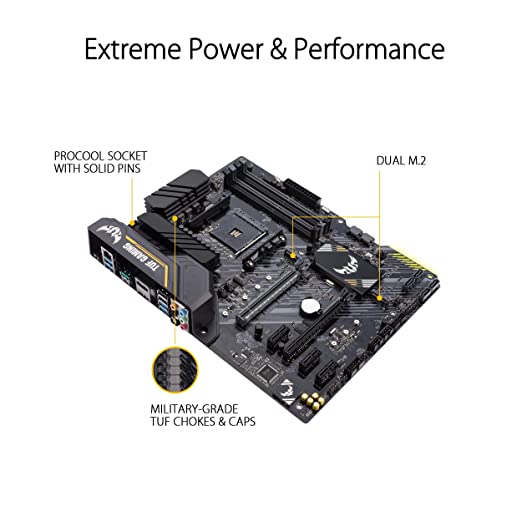 Extreme Power & Performance
PROCOOL SOCKET
WITH SOLID PINS
DUAL M.2
TUF GAMING
MILITARY-GRADE
TUF CHOKES & CAPS